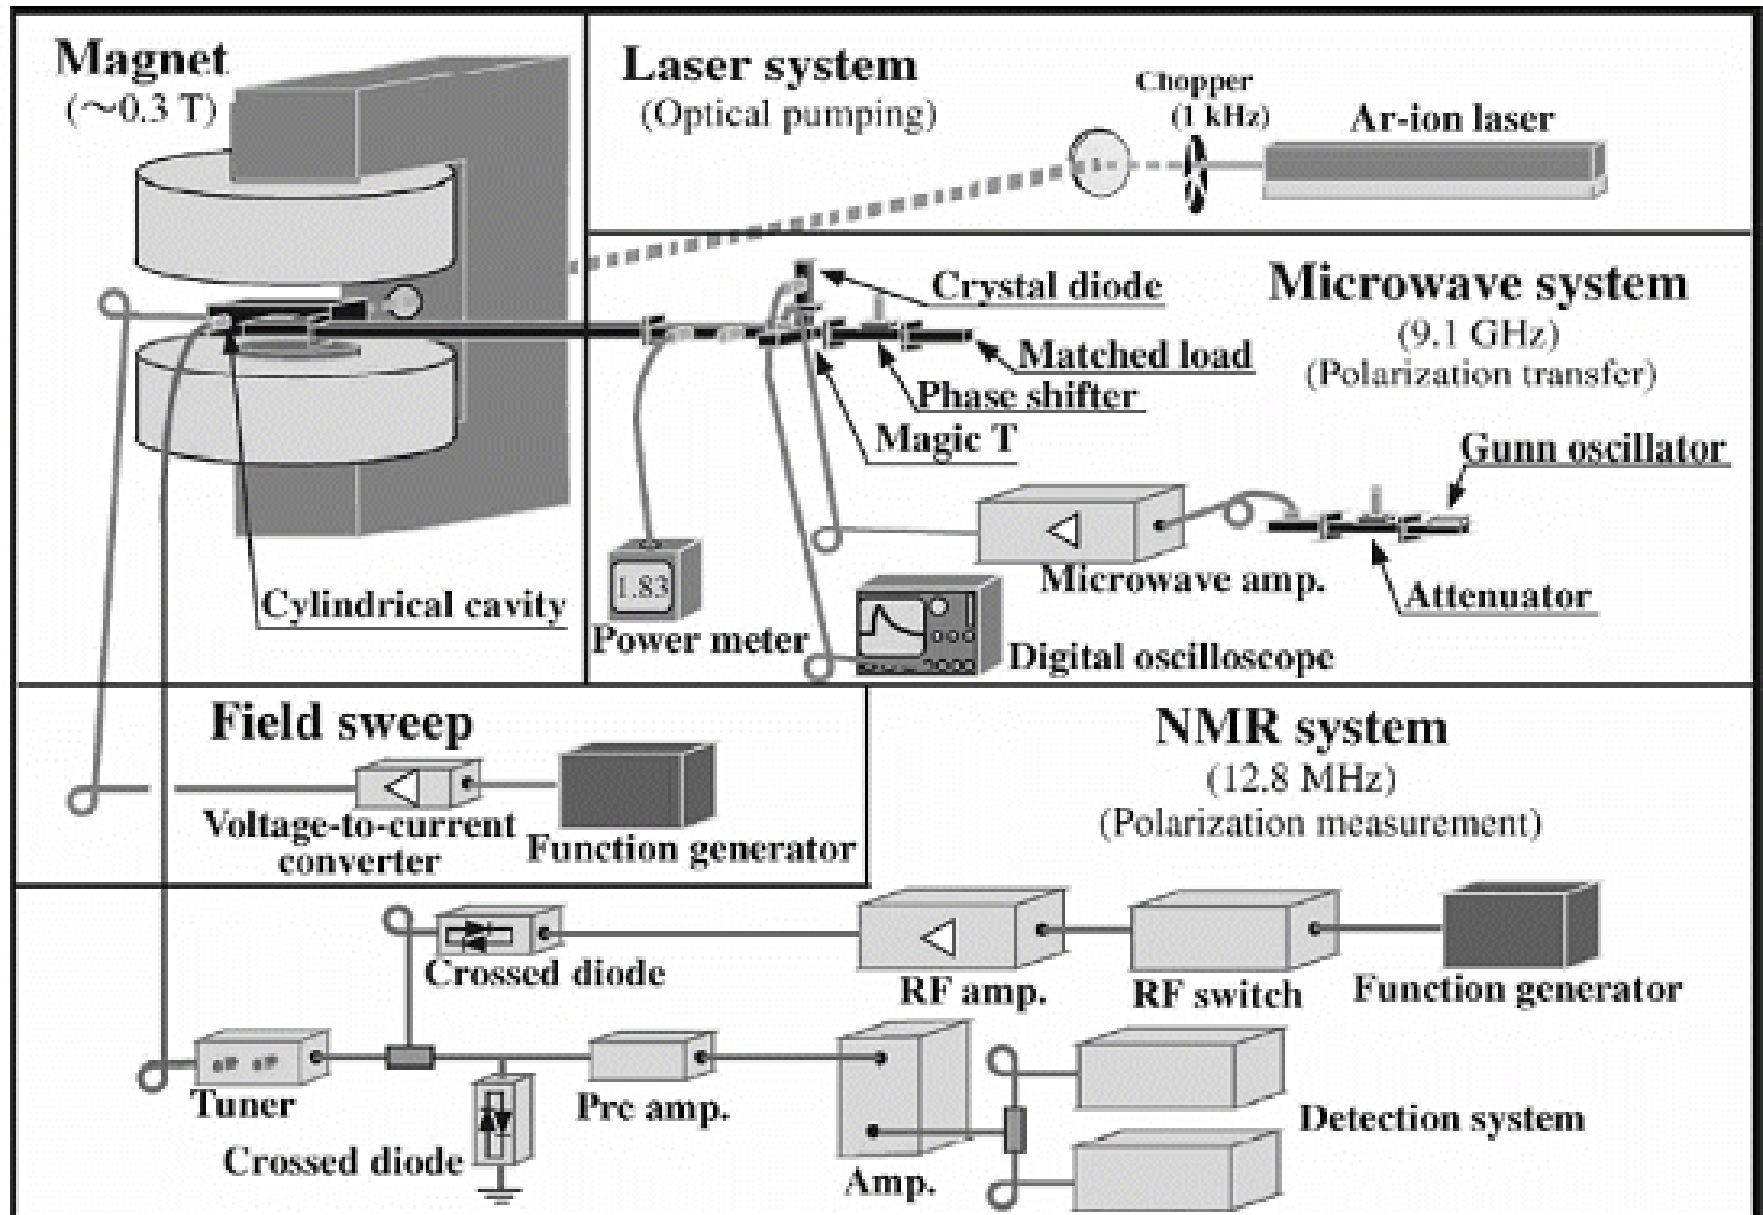 Magnet
(~0.3 T)
Laser system
(Optical pumping)
Chopper
(1 kHz)
Ar-ion laser
Crystal diode
Microwave system
(9.1 GHz)
(Polarization transfer)
Matched load
Phase shifter
Magic T
Gunn oscillator
Microwave amp.
Attenuator
Cylindrical cavity
1.83
Power meter
Digital oscilloscope
Field sweep
Voltage-to-current
converter
Function generator
NMR system
(12.8 MHz)
(Polarization measurement)
Crossed diode
RF amp.
RF switch
Function generator
Tuner
Crossed diode
Pre amp.
Amp.
Detection system